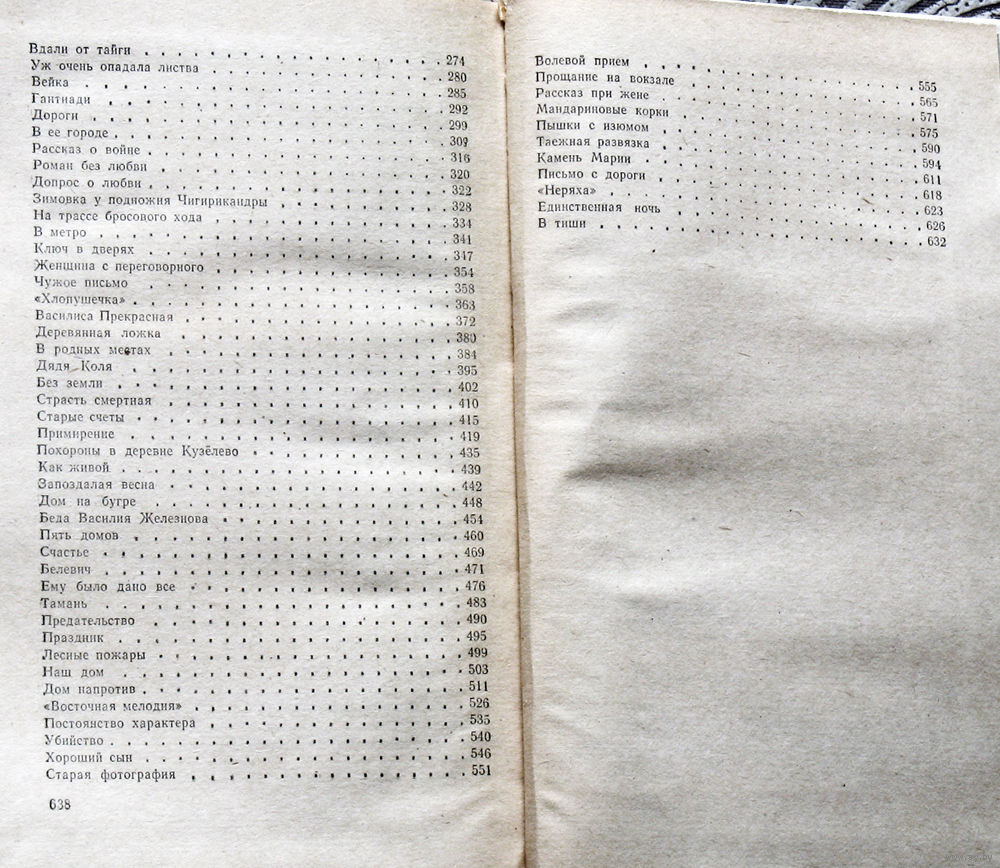 Вдали от тайги . . . . . . . . . . . . 274
Уж очень опадала листва . . . . . . . . . . 280
Вейка . . . . . . . . . . . . 285
Гантиади . . . . . . . . . . . . 292
Дороги . . . . . . . . . . . . 299
В ее городе . . . . . . . . . . . . 309
Рассказ о войне . . . . . . . . . . . . 316
Роман без любви . . . . . . . . . . . . 320
Допрос о любви . . . . . . . . . . . . 322
Зимовка у подножия Чигирикандры . . . . . . . 328
На трассе бросового хода . . . . . . . . . . 334
В метро . . . . . . . . . . . . 341
Ключ в дверях . . . . . . . . . . . . 347
Женщина с переговорного . . . . . . . . . . 354
Чужое письмо . . . . . . . . . . . . 358
«Хлопушечка» . . . . . . . . . . . . 363
Василиса Прекрасная . . . . . . . . . . 372
Деревянная ложка . . . . . . . . . . . . 380
В родных местах . . . . . . . . . . . . 384
Дядя Коля . . . . . . . . . . . . 395
Без земли . . . . . . . . . . . . 402
Страсть смертная . . . . . . . . . . . . 410
Старые счеты . . . . . . . . . . . . 415
Примирение . . . . . . . . . . . . 419
Похороны в деревне Кузёлево . . . . . . . . 435
Как живой . . . . . . . . . . . . 439
Запоздалая весна . . . . . . . . . . . . 442
Дом на бугре . . . . . . . . . . . . 448
Беда Василия Железнова . . . . . . . . . . 454
Пять домов . . . . . . . . . . . . 460
Счастье . . . . . . . . . . . . 469
Белевич . . . . . . . . . . . . 471
Ему было дано все . . . . . . . . . . . . 476
Тамань . . . . . . . . . . . . 483
Предательство . . . . . . . . . . . . 490
Праздник . . . . . . . . . . . . 495
Лесные пожары . . . . . . . . . . . . 499
Наш дом . . . . . . . . . . . . 503
Дом напротив . . . . . . . . . . . . 511
«Восточная мелодия» . . . . . . . . . . 526
Постоянство характера . . . . . . . . . . 535
Убийство . . . . . . . . . . . . 540
Хороший сын . . . . . . . . . . . . 546
Старая фотография . . . . . . . . . . 551
638
Волевой прием . . . . . . . . . . . . 555
Прощание на вокзале . . . . . . . . . . 565
Рассказ при жене . . . . . . . . . . . . 571
Мандариновые корки . . . . . . . . . . 575
Пышки с изюмом . . . . . . . . . . . . 590
Таежная развязка . . . . . . . . . . . . 594
Камень Марии . . . . . . . . . . . . 611
Письмо с дороги . . . . . . . . . . . . 618
«Неряха» . . . . . . . . . . . . 623
Единственная ночь . . . . . . . . . . 626
В тиши . . . . . . . . . . . . 632